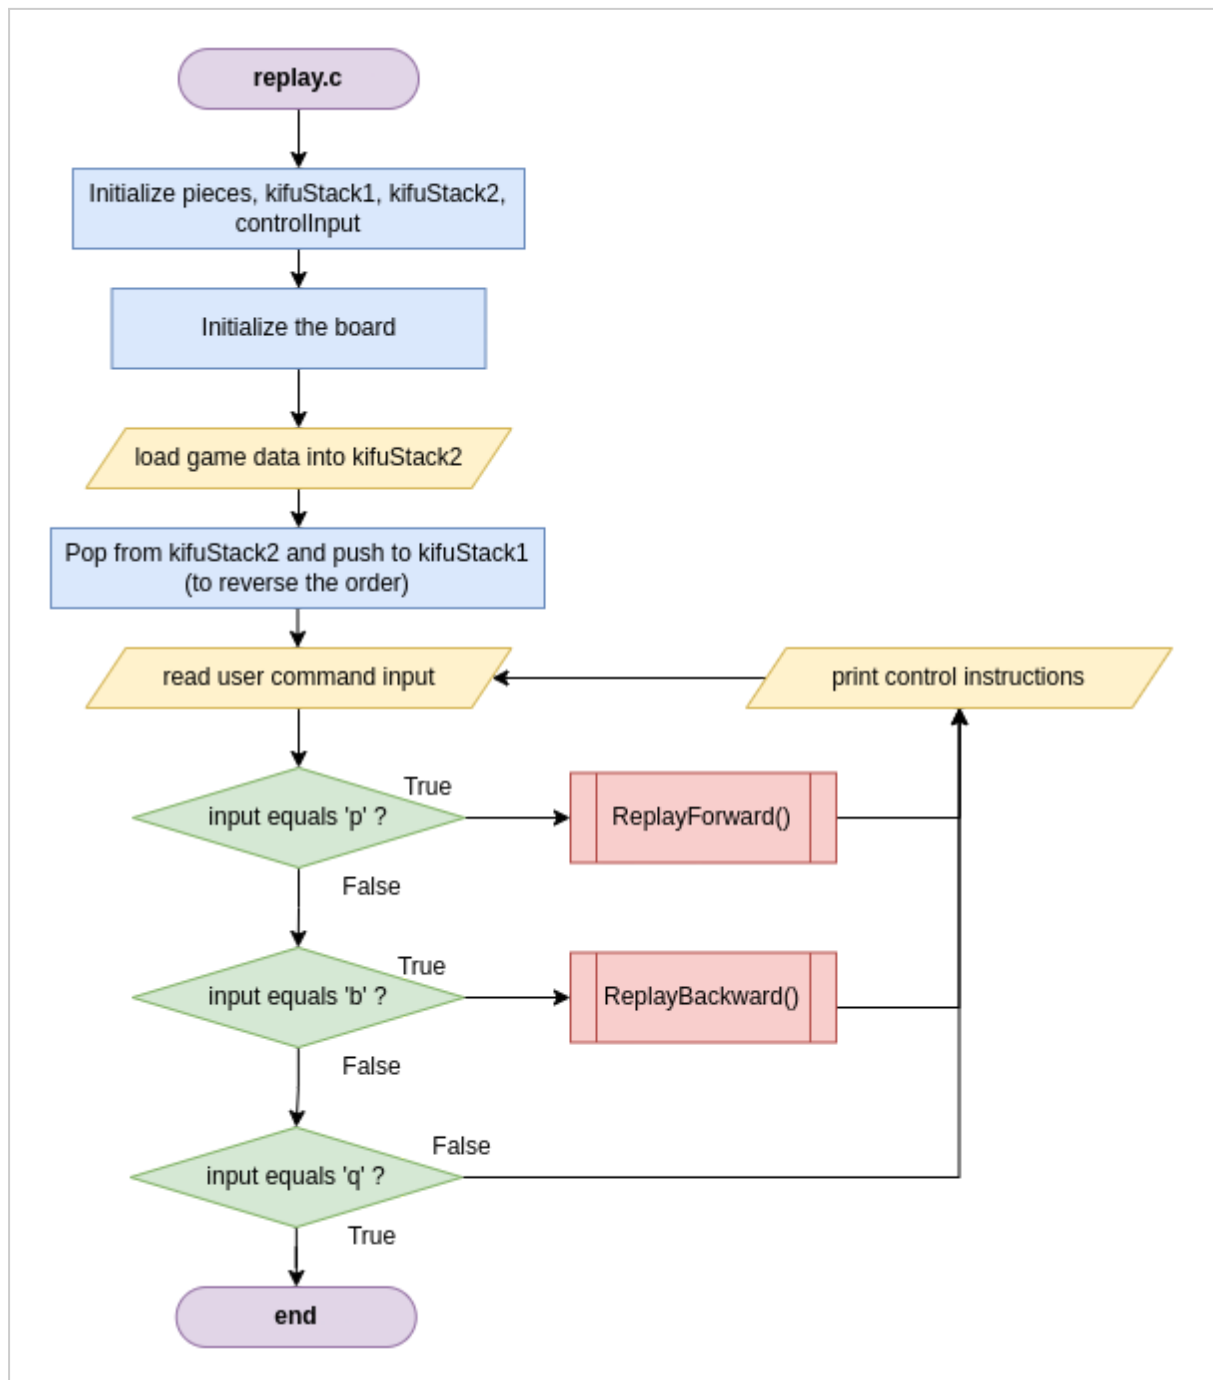 replay.c
Initialize pieces, kifuStack1, kifuStack2,
controlInput
Initialize the board
load game data into kifuStack2
Pop from kifuStack2 and push to kifuStack1
(to reverse the order)
read user command input
print control instructions
input equals 'p' ?
True
ReplayForward()
False
input equals 'b' ?
True
ReplayBackward()
False
input equals 'q' ?
False
True
end